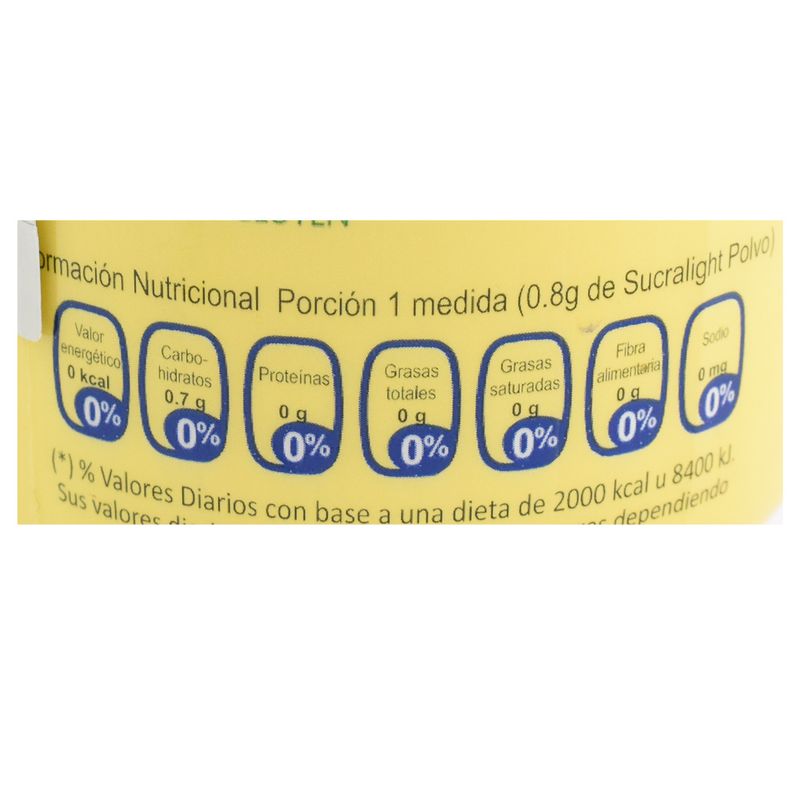 ormación Nutricional Porción 1 medida (0.8g de Sucralight Polvo)
Valor energético
0 kcal
0%
Carbo-
hidratos
0.7 g
0%
Proteínas
0 g
0%
Grasas
totales
0 g
0%
Grasas
saturadas
0 g
0%
Fibra
alimentaria
0 g
0%
Sodio
0 mg
0%
(*) % Valores Diarios con base a una dieta de 2000 kcal u 8400 kJ.
Sus valores dependiendo